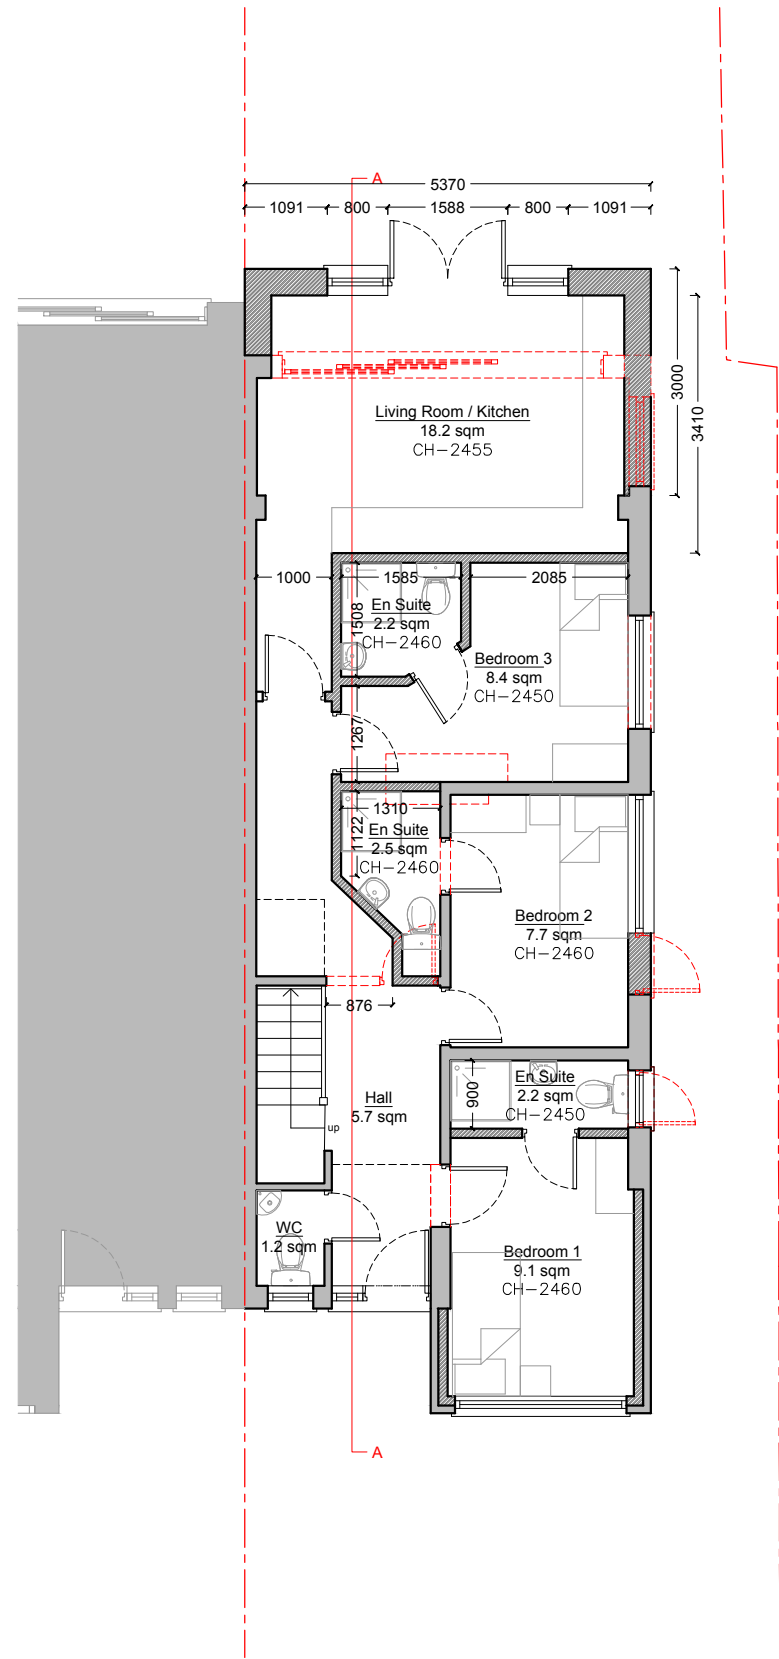 A
5370
1091
800
1588
800
1091
3000
3410
Living Room / Kitchen
18.2 sqm
CH-2455
1000
1585
2085
1508
En Suite
2.2 sqm
CH-2460
Bedroom 3
8.4 sqm
CH-2450
1267
1310
1122
En Suite
2.5 sqm
CH-2460
Bedroom 2
7.7 sqm
CH-2460
876
900
En Suite
2.2 sqm
CH-2450
Hall
5.7 sqm
up
WC
1.2 sqm
Bedroom 1
9.1 sqm
CH-2460
A